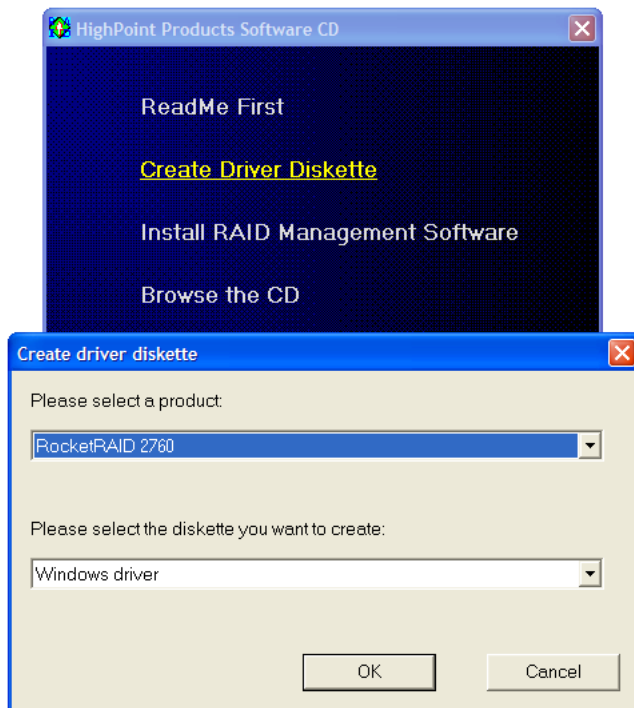 HighPoint Products Software CD
ReadMe First
Create Driver Diskette
Install RAID Management Software
Browse the CD
Create driver diskette
Please select a product:
RocketRAID 2760
Please select the diskette you want to create:
Windows driver
OK
Cancel